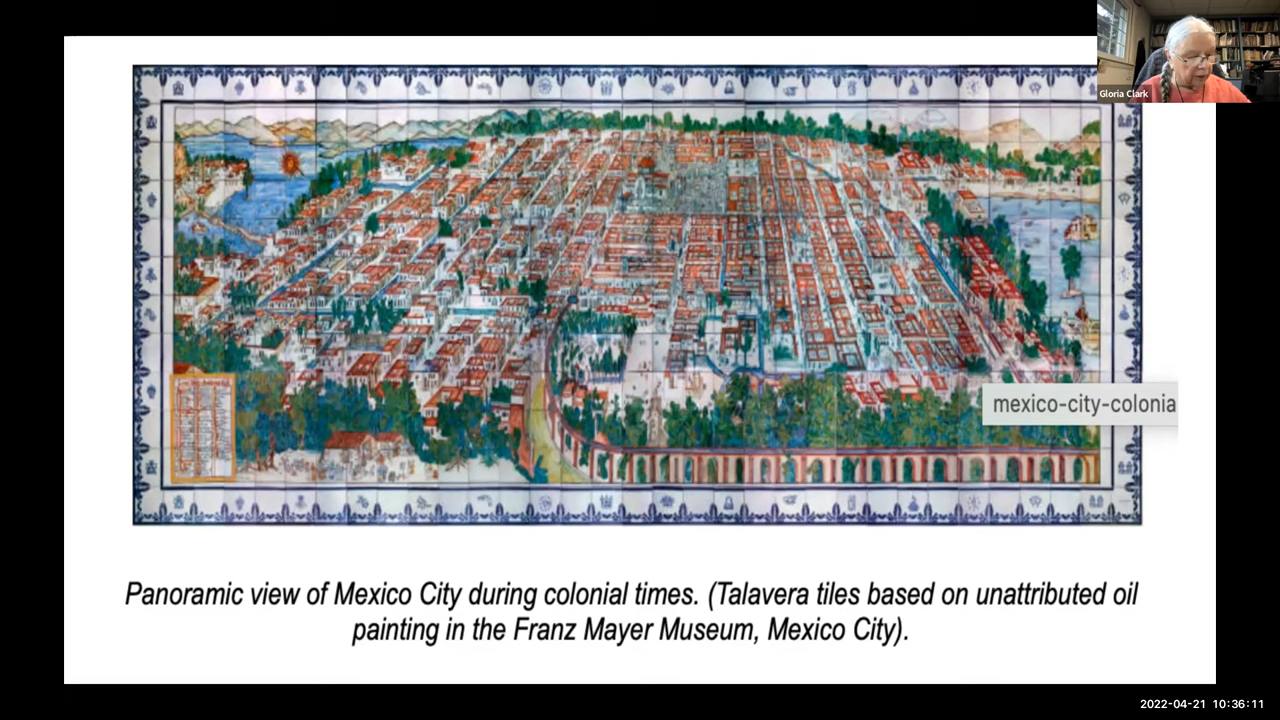 Gloria Clark
mexico-city-colonia
Panoramic view of Mexico City during colonial times. (Talavera tiles based on unattributed oil
painting in the Franz Mayer Museum, Mexico City).
2022-04-21 10:36:11